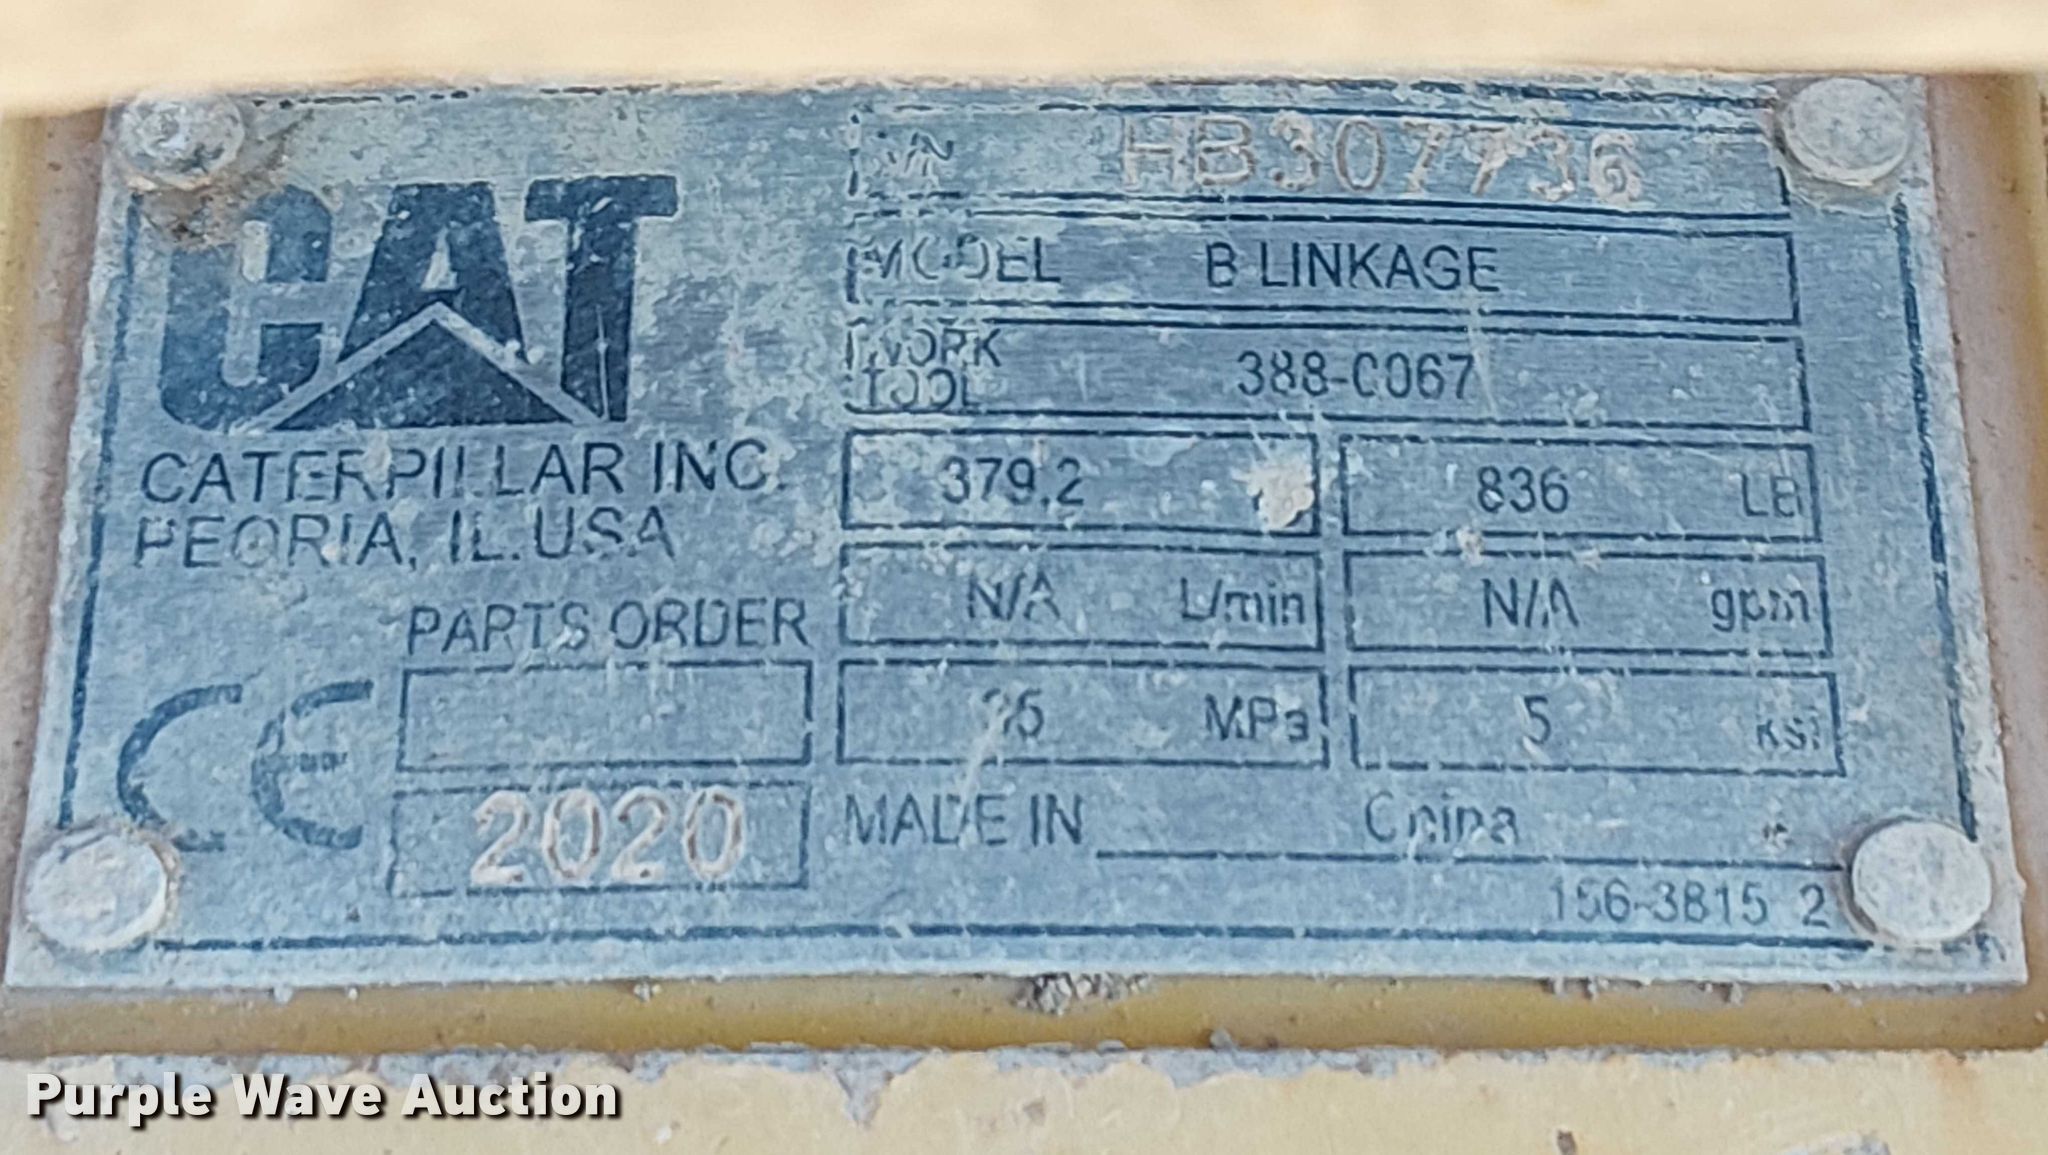 CAT
CATERPILLAR INC.
PEORIA, IL. USA
PARTS ORDER
CE
2020
HB307736
MODEL B LINKAGE
WORK TOOL 388-0067
379.2
836 LB
N/A L/min
N/A gpm
MPa
5 ksi
MADE IN China
156-3815 2
Purple Wave Auction